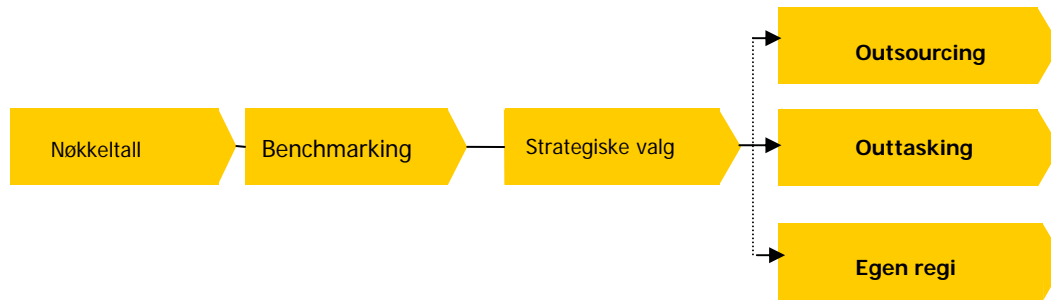 Nøkkeltall
Benchmarking
Strategiske valg
Outsourcing
Outtasking
Egen regi